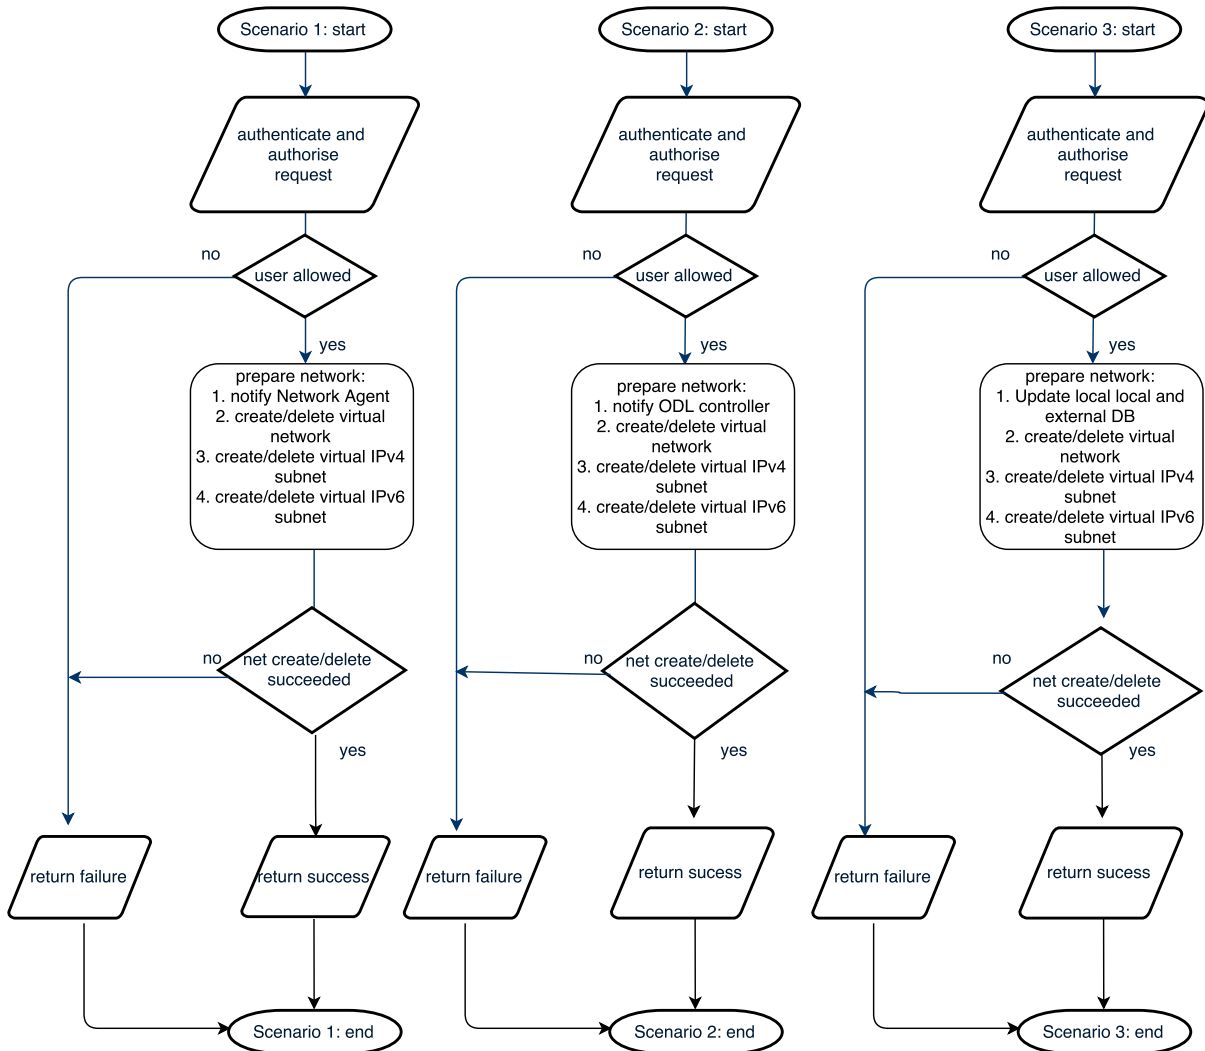 Scenario 1: start
authenticate and
authorise
request
no
user allowed
yes
prepare network:
1. notify Network Agent
2. create/delete virtual
network
3. create/delete virtual IPv4
subnet
4. create/delete virtual IPv6
subnet
no
net create/delete
succeeded
yes
return failure
return success
Scenario 1: end
Scenario 2: start
authenticate and
authorise
request
no
user allowed
yes
prepare network:
1. notify ODL controller
2. create/delete virtual
network
3. create/delete virtual IPv4
subnet
4. create/delete virtual IPv6
subnet
no
net create/delete
succeeded
yes
return failure
return sucess
Scenario 2: end
Scenario 3: start
authenticate and
authorise
request
no
user allowed
yes
prepare network:
1. Update local local and
external DB
2. create/delete virtual
network
3. create/delete virtual IPv4
subnet
4. create/delete virtual IPv6
subnet
no
net create/delete
succeeded
yes
return failure
return sucess
Scenario 3: end